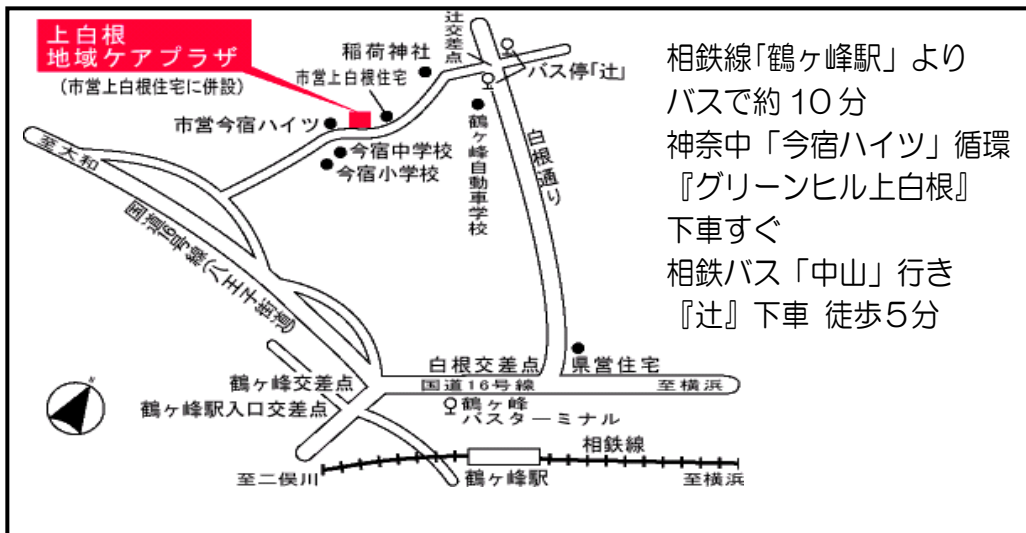 上白根
地域ケアプラザ
(市営上白根住宅に併設)
稲荷神社
市営上白根住宅
辻交差点
バス停「辻」
市営今宿ハイツ
今宿中学校
今宿小学校
鶴ヶ峰自動車学校
白根通り
至大和
国道16号線(八王子街道)
白根交差点
県営住宅
鶴ヶ峰交差点
国道16号線
至横浜
鶴ヶ峰駅入口交差点
鶴ヶ峰
バスターミナル
相鉄線
至二俣川
鶴ヶ峰駅
至横浜
N
相鉄線「鶴ヶ峰駅」より
バスで約10分
神奈中「今宿ハイツ」循環
『グリーンヒル上白根』
下車すぐ
相鉄バス「中山」行き
『辻』下車 徒歩5分